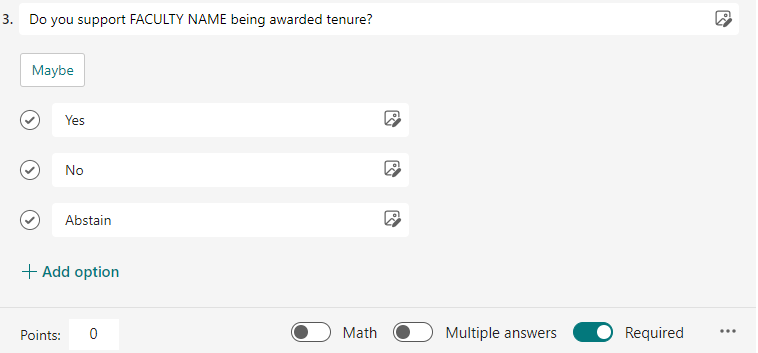 3. Do you support FACULTY NAME being awarded tenure?
Maybe
Yes
No
Abstain
+ Add option
Points: 0 Math Multiple answers Required ...